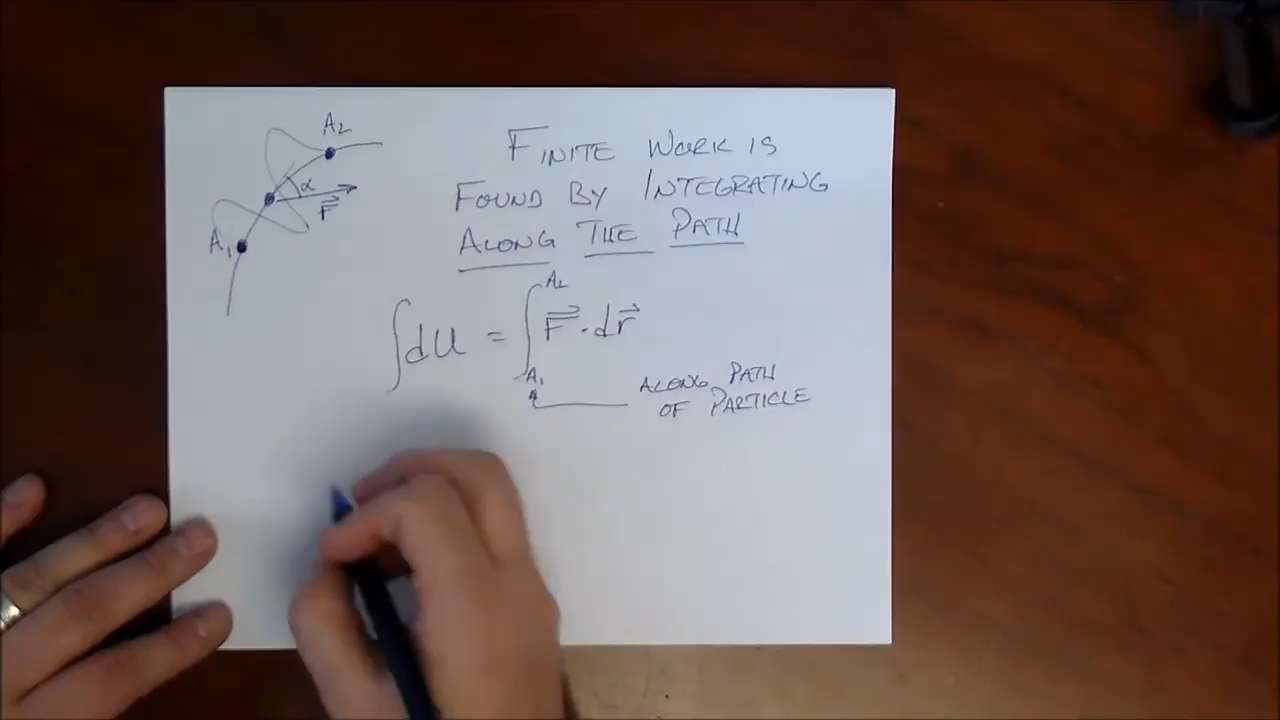 A₂
α
F⃗
A₁
FINITE WORK IS
FOUND BY INTEGRATING
ALONG THE PATH
∫dU = ∫_{A₁}^{A₂} F⃗ · dr⃗
ALONG PATH
OF PARTICLE